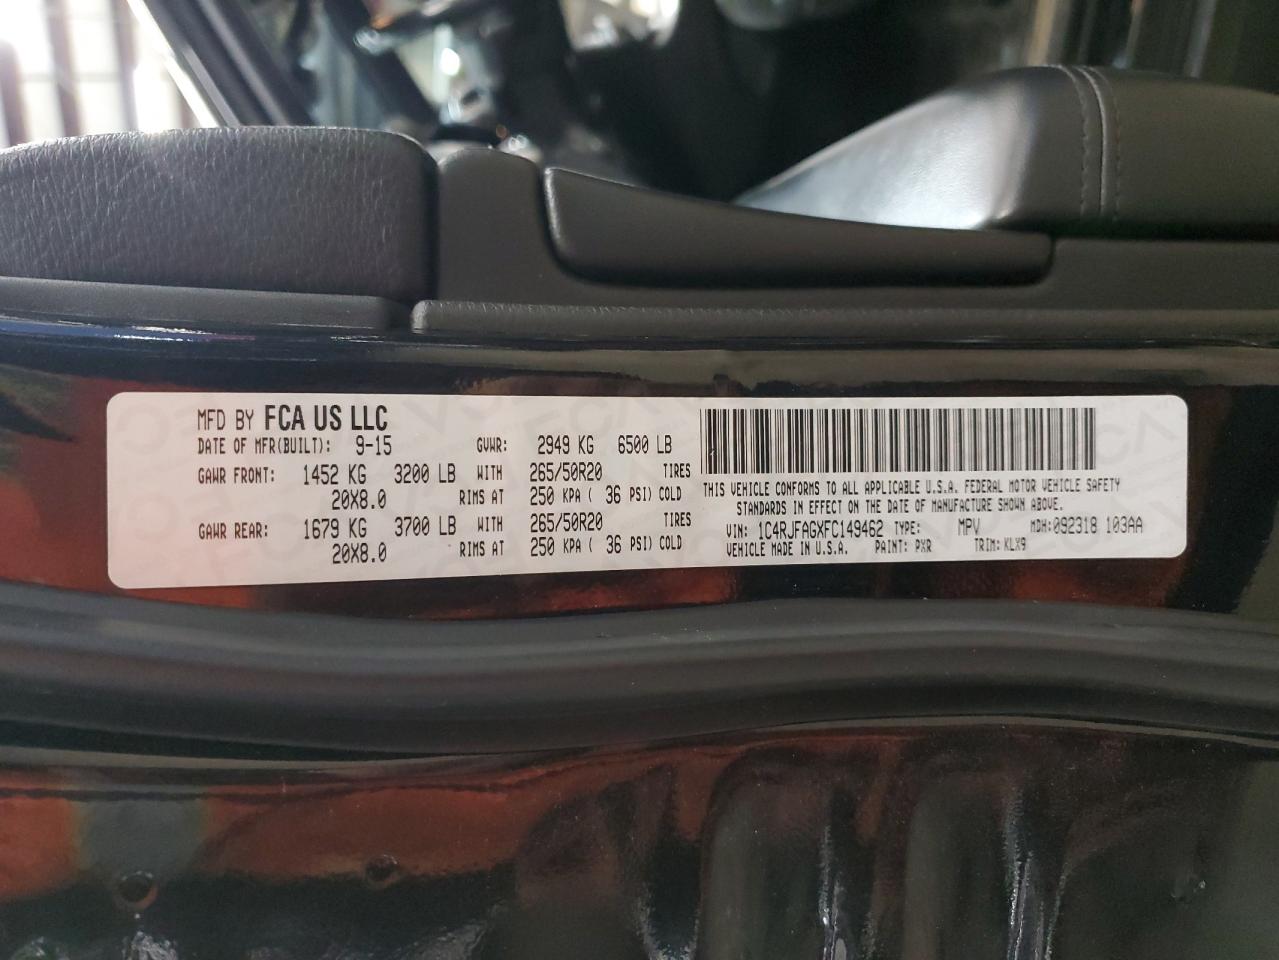 MFD BY FCA US LLC
DATE OF MFR(BUILT): 9-15 GVWR: 2949 KG 6500 LB
GAWR FRONT: 1452 KG 3200 LB WITH 265/50R20 TIRES
20X8.0 RIMS AT 250 KPA ( 36 PSI) COLD
GAWR REAR: 1679 KG 3700 LB WITH 265/50R20 TIRES
20X8.0 RIMS AT 250 KPA ( 36 PSI) COLD
THIS VEHICLE CONFORMS TO ALL APPLICABLE U.S.A. FEDERAL MOTOR VEHICLE SAFETY
STANDARDS IN EFFECT ON THE DATE OF MANUFACTURE SHOWN ABOVE.
VIN: 1C4RJFAGXFC149462 TYPE: MPV MDH: 092318 103AA
VEHICLE MADE IN U.S.A. PAINT: PXR TRIM: KLX9